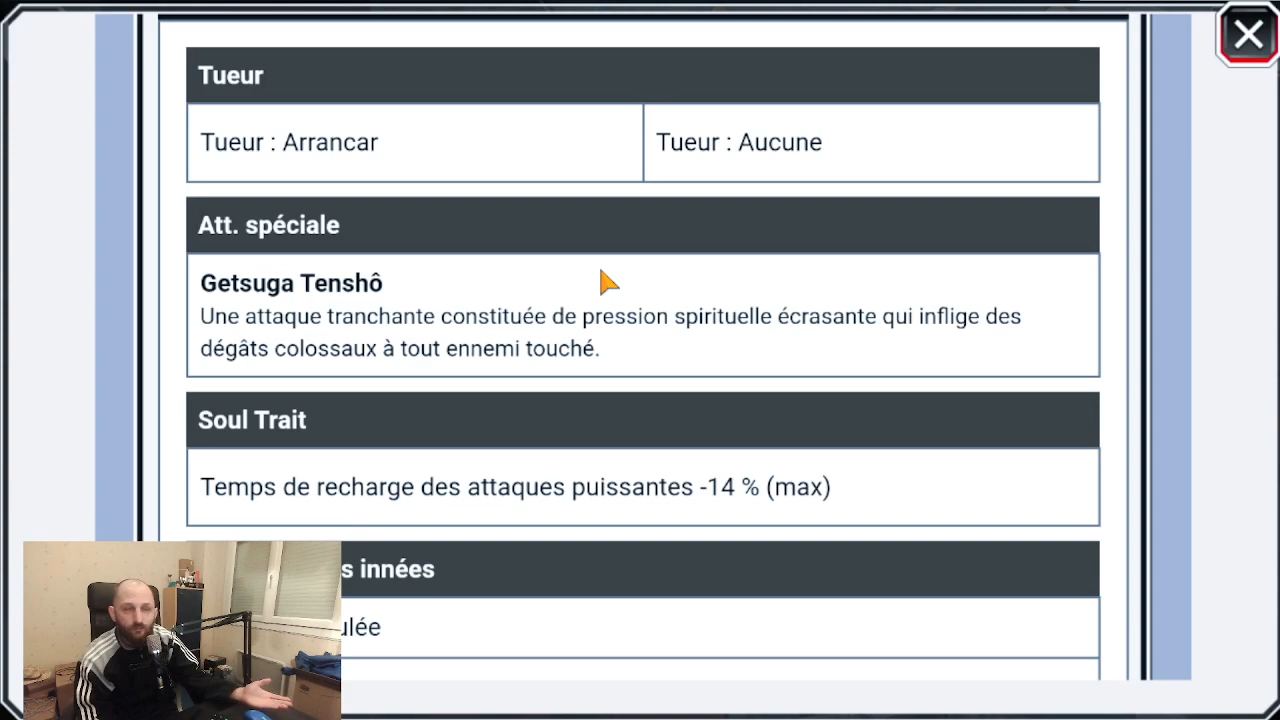 Tueur
Tueur : Arrancar
Tueur : Aucune
Att. spéciale
Getsuga Tenshô
Une attaque tranchante constituée de pression spirituelle écrasante qui inflige des
dégâts colossaux à tout ennemi touché.
Soul Trait
Temps de recharge des attaques puissantes -14 % (max)
s innées
ulée